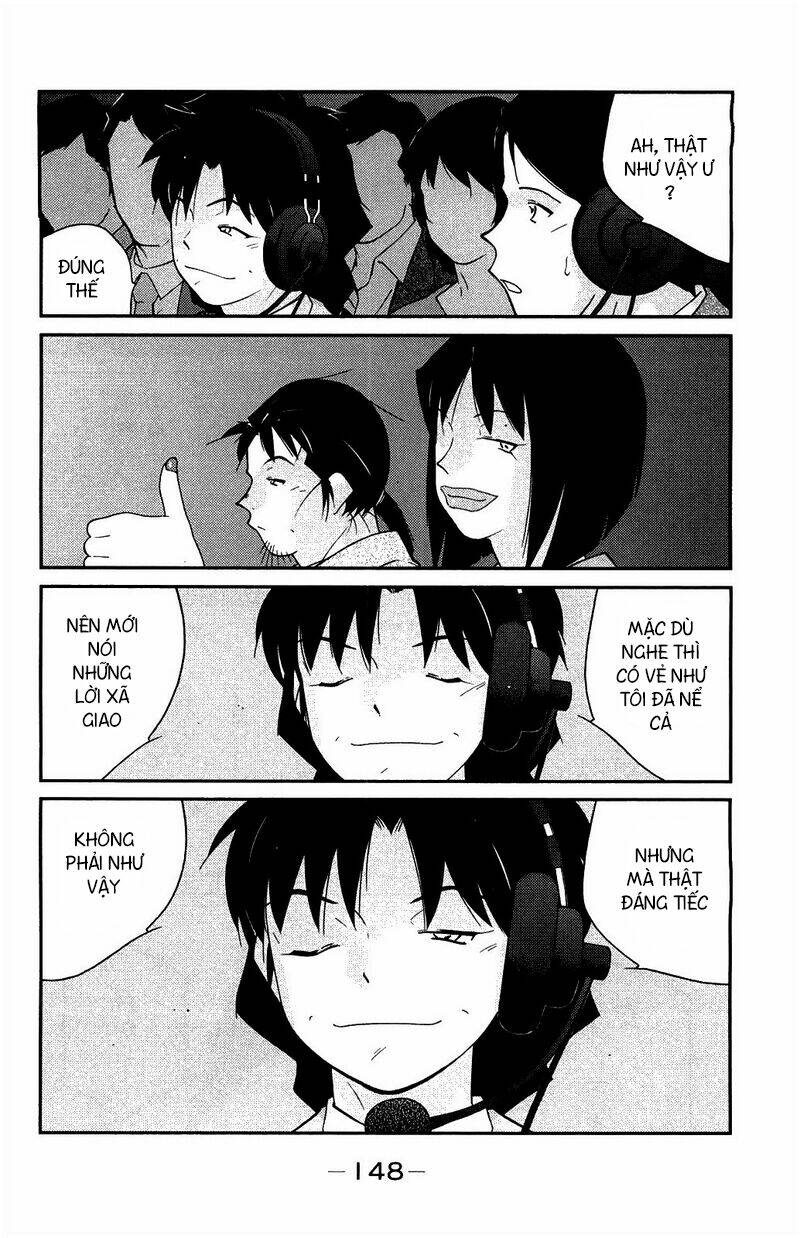 AH, THẬT
NHƯ VẬY Ư
?
ĐÚNG
THẾ
MẶC DÙ
NGHE THÌ
CÓ VẺ NHƯ
TÔI ĐÃ NỂ
CẢ
NÊN MỚI
NÓI
NHỮNG
LỜI XÃ
GIAO
NHƯNG
MÀ THẬT
ĐÁNG TIẾC
KHÔNG
PHẢI NHƯ
VẬY
—148—